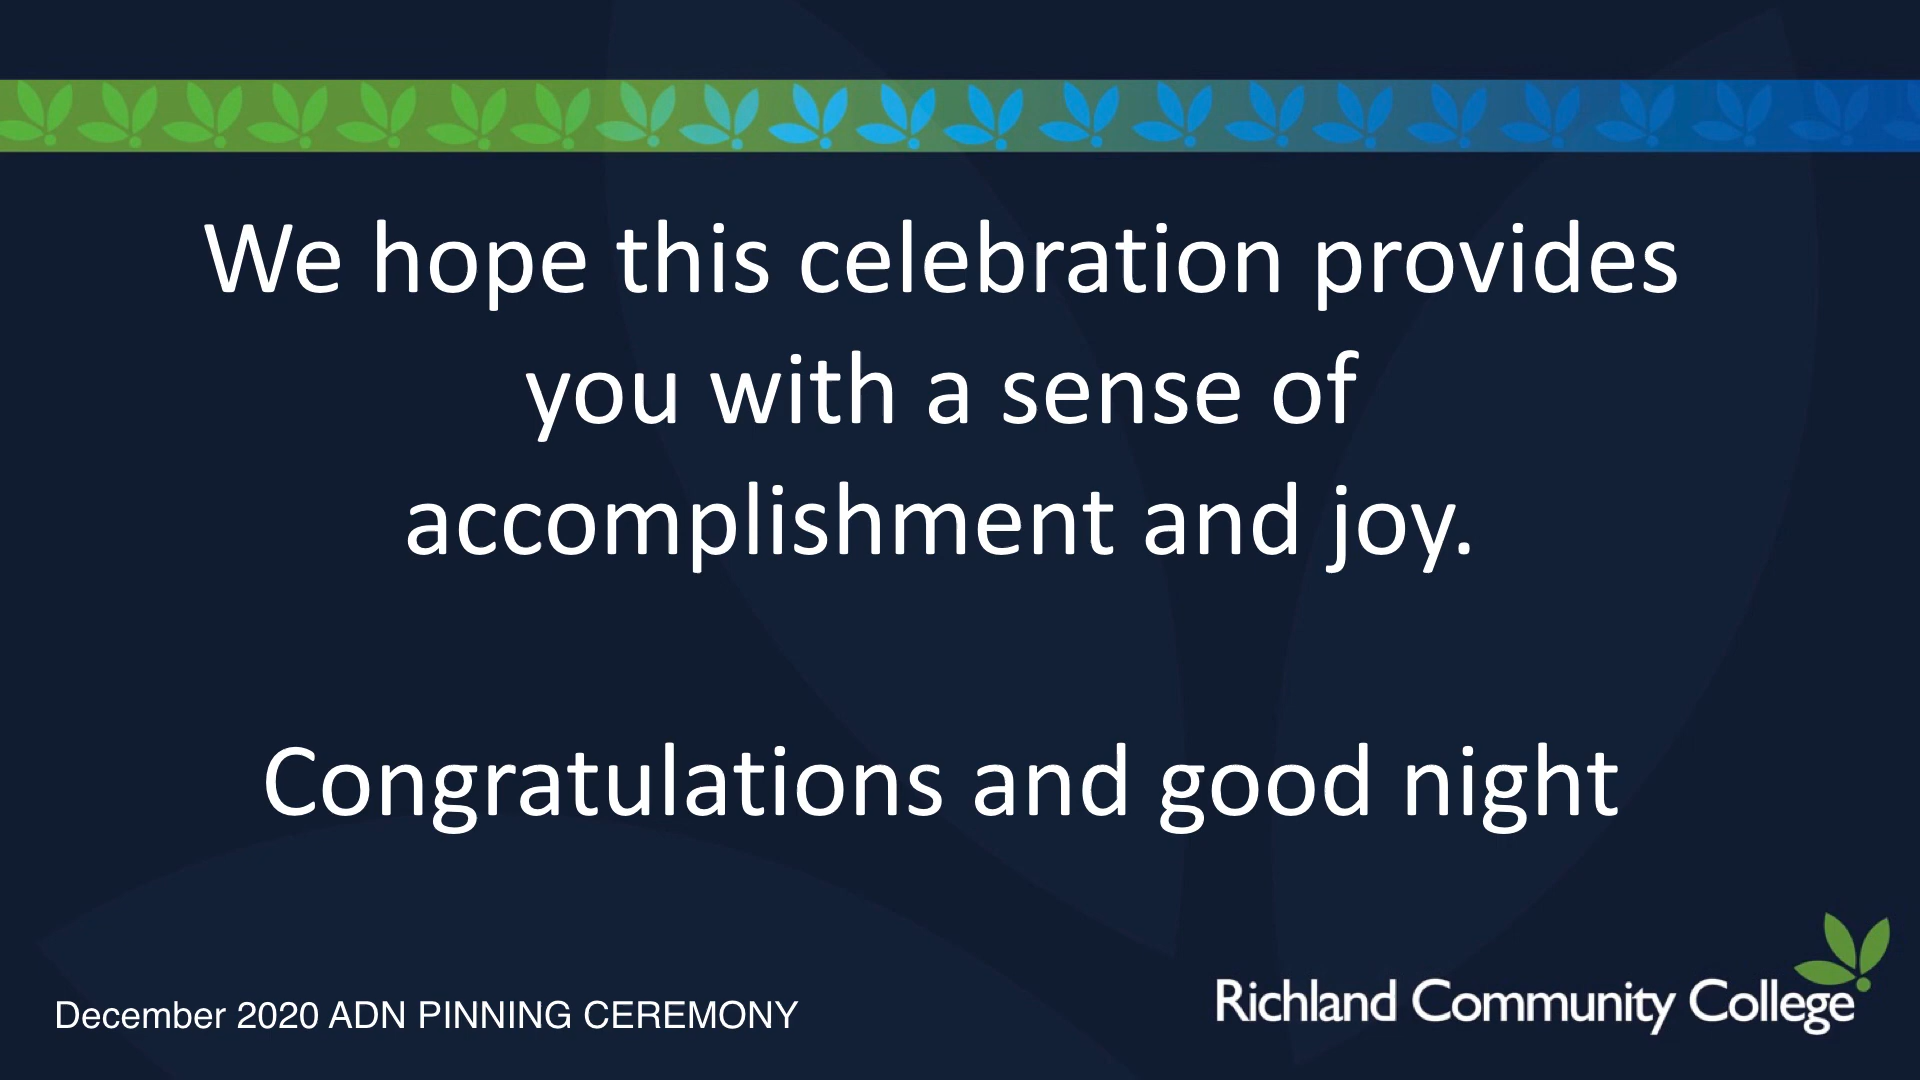 We hope this celebration provides
you with a sense of
accomplishment and joy.
Congratulations and good night
December 2020 ADN PINNING CEREMONY
Richland Community College